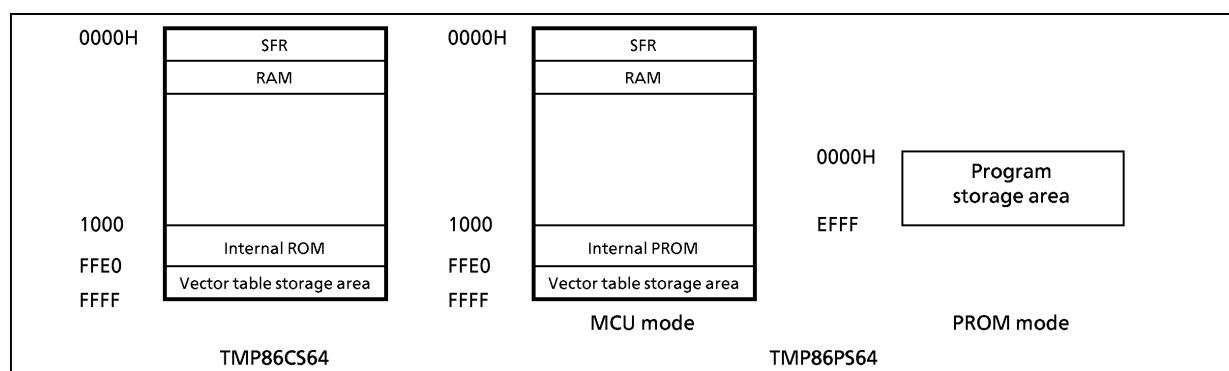 0000H
SFR
RAM
1000
Internal ROM
FFE0
Vector table storage area
FFFF
TMP86CS64
0000H
SFR
RAM
1000
Internal PROM
FFE0
Vector table storage area
FFFF
MCU mode
0000H
Program
storage area
EFFF
PROM mode
TMP86PS64